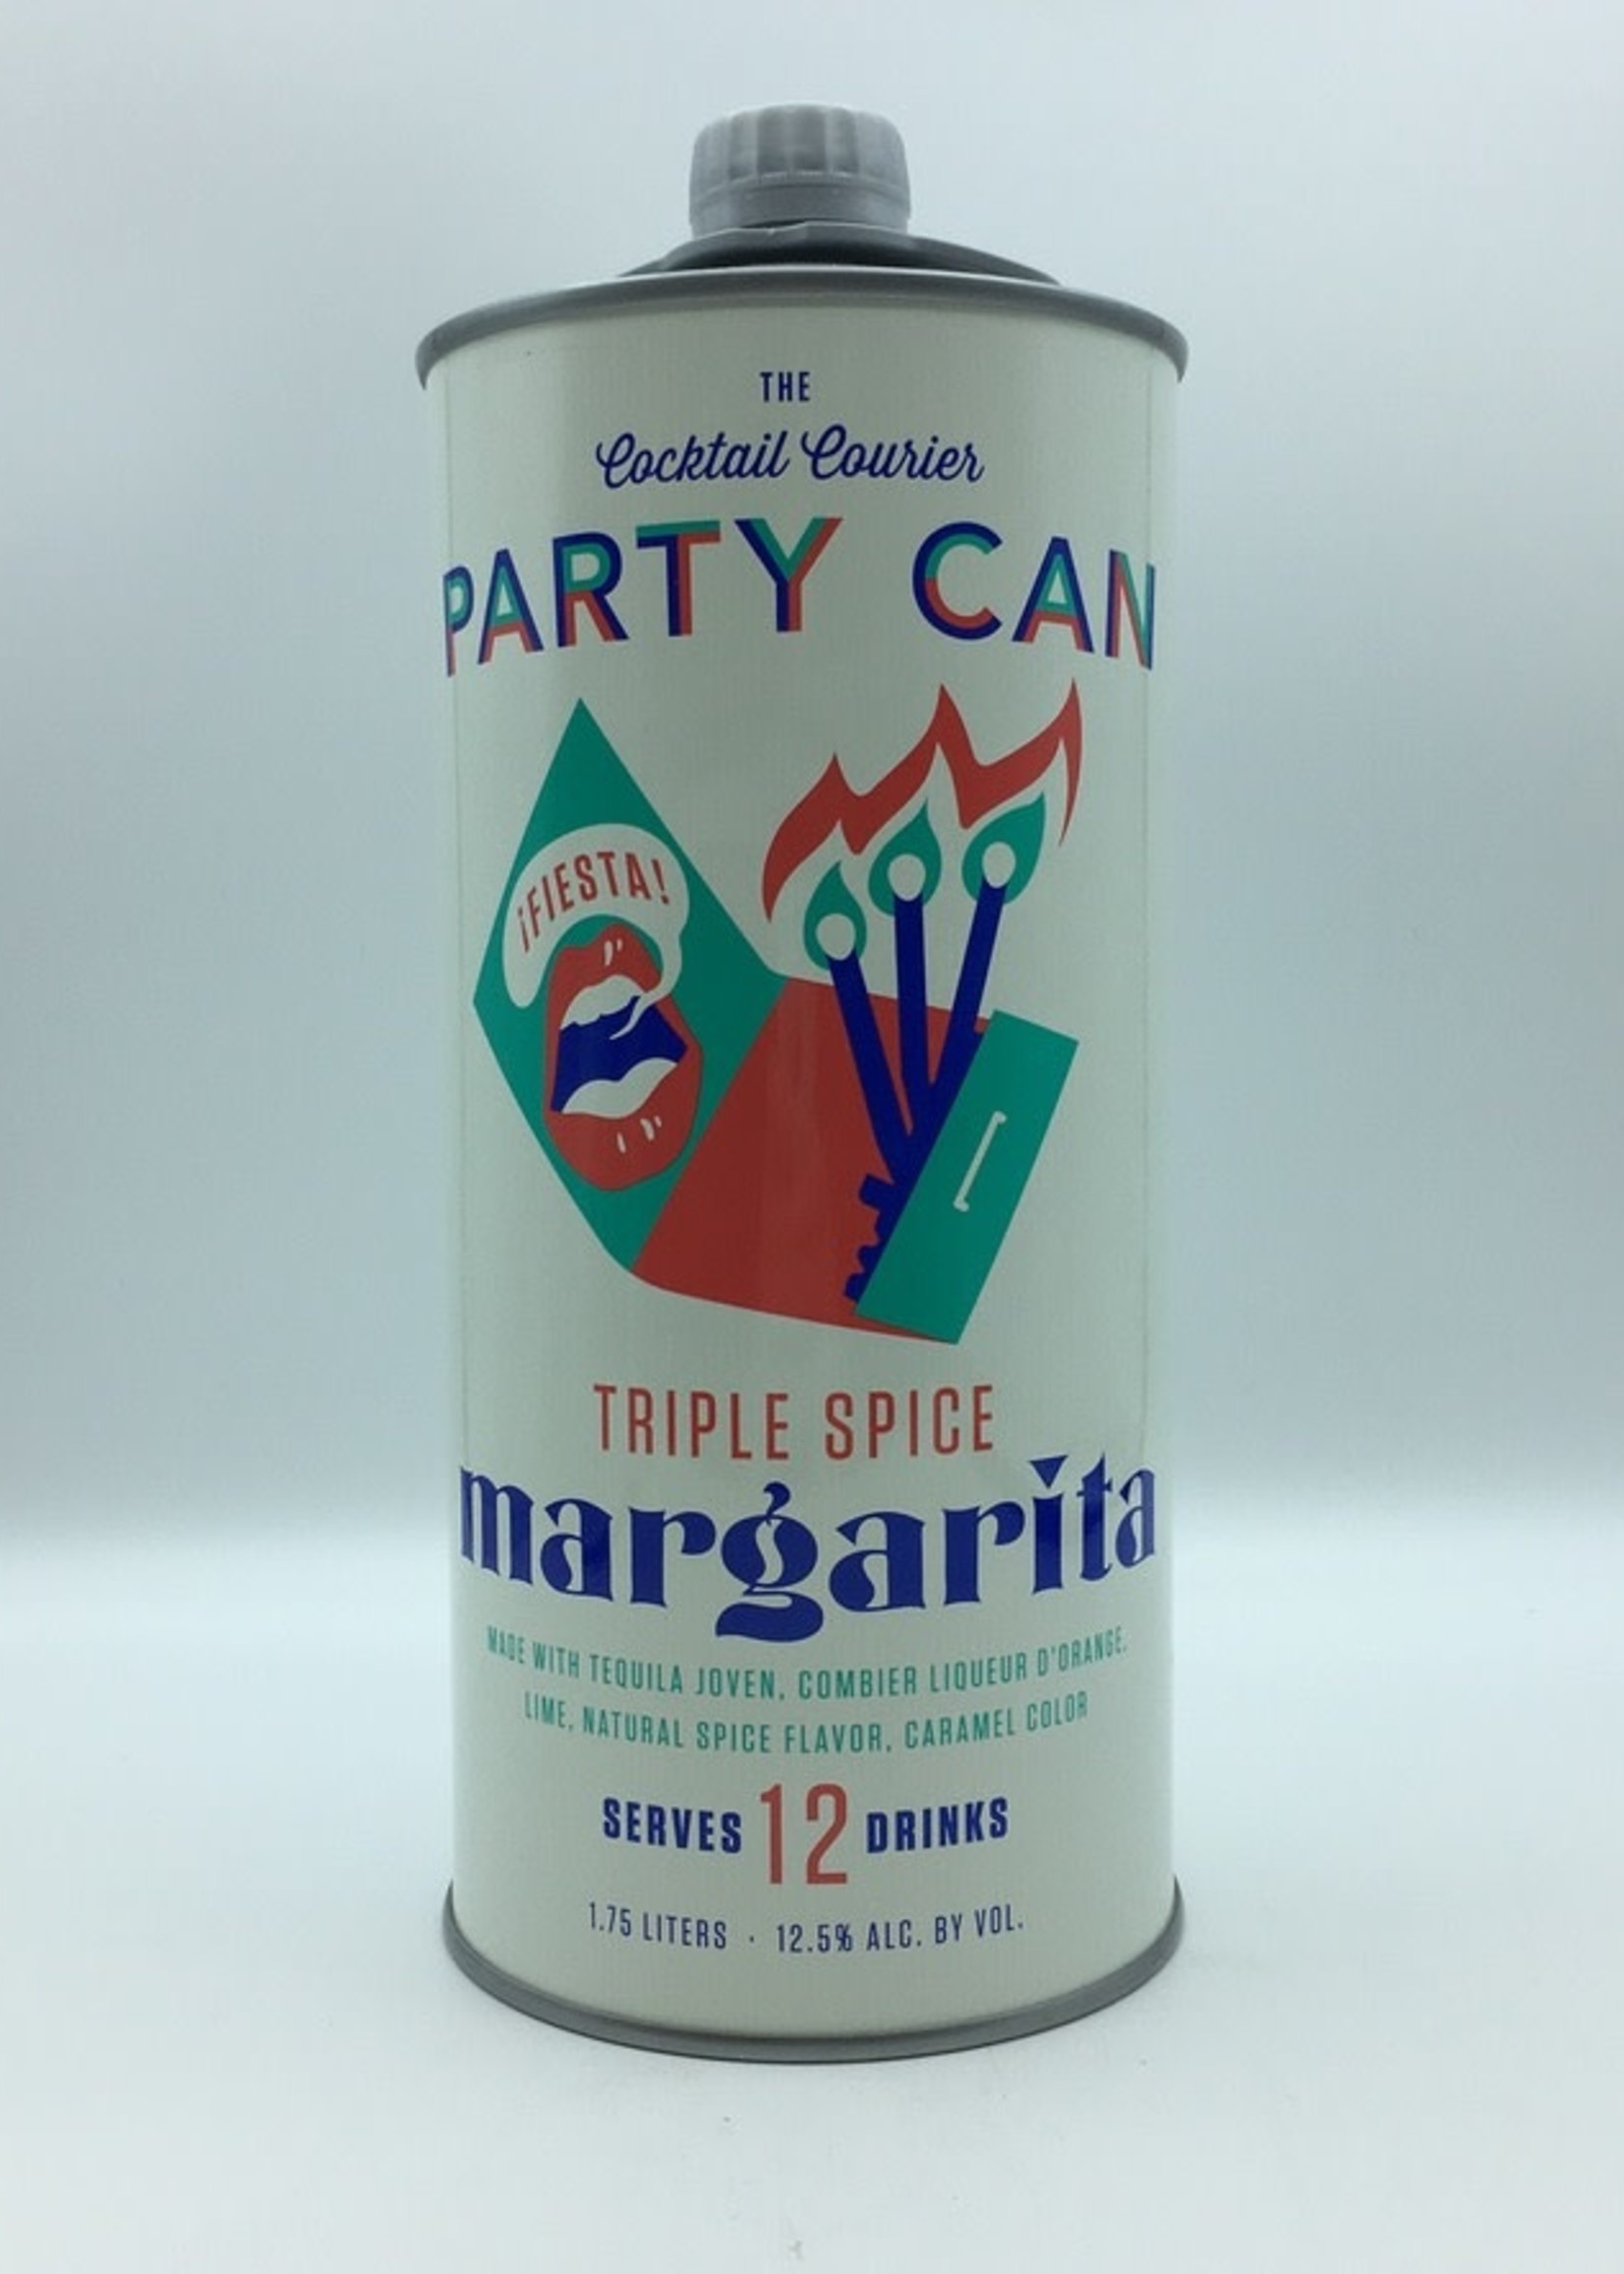 THE
Cocktail Courier
PARTY CAN
¡FIESTA!
TRIPLE SPICE
margarita
MADE WITH TEQUILA JOVEN, COMBIER LIQUEUR D'ORANGE,
LIME, NATURAL SPICE FLAVOR, CARAMEL COLOR
SERVES 12 DRINKS
1.75 LITERS · 12.5% ALC. BY VOL.